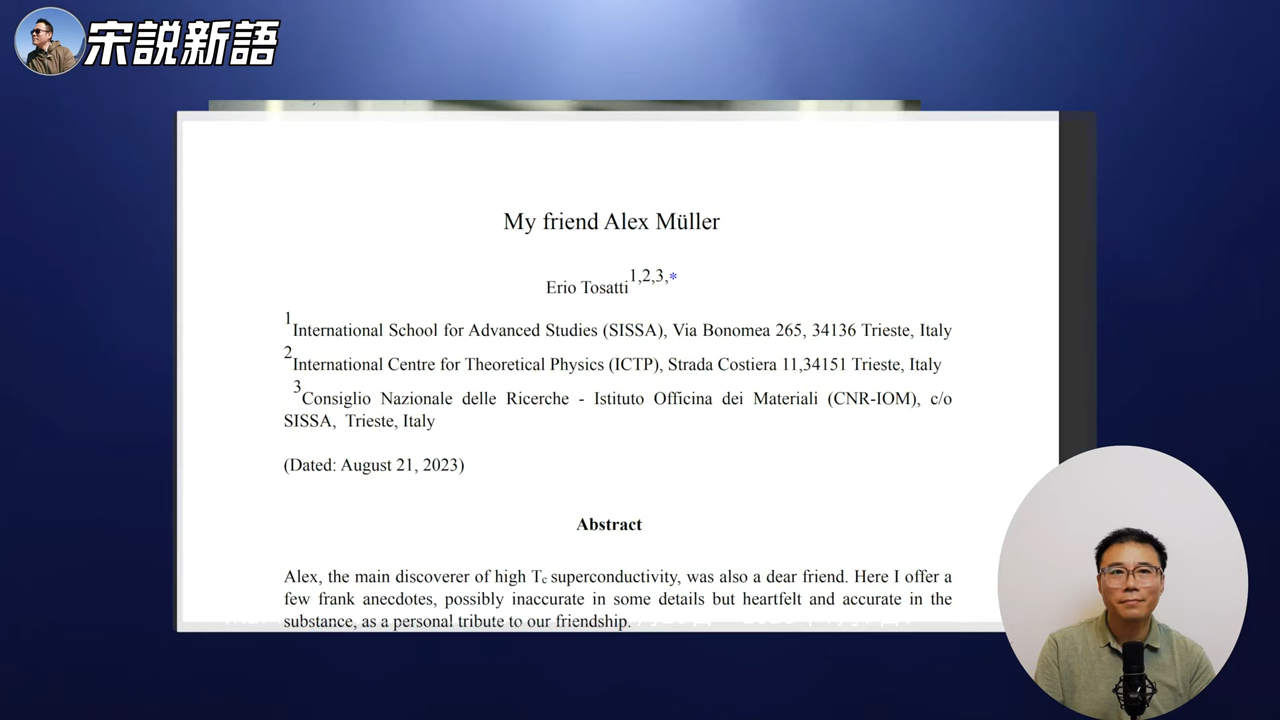 宋説新語
My friend Alex Müller
Erio Tosatti1,2,3,*
1International School for Advanced Studies (SISSA), Via Bonomea 265, 34136 Trieste, Italy
2International Centre for Theoretical Physics (ICTP), Strada Costiera 11,34151 Trieste, Italy
3Consiglio Nazionale delle Ricerche - Istituto Officina dei Materiali (CNR-IOM), c/o
SISSA, Trieste, Italy
(Dated: August 21, 2023)
Abstract
Alex, the main discoverer of high Tc superconductivity, was also a dear friend. Here I offer a
few frank anecdotes, possibly inaccurate in some details but heartfelt and accurate in the
substance, as a personal tribute to our friendship.